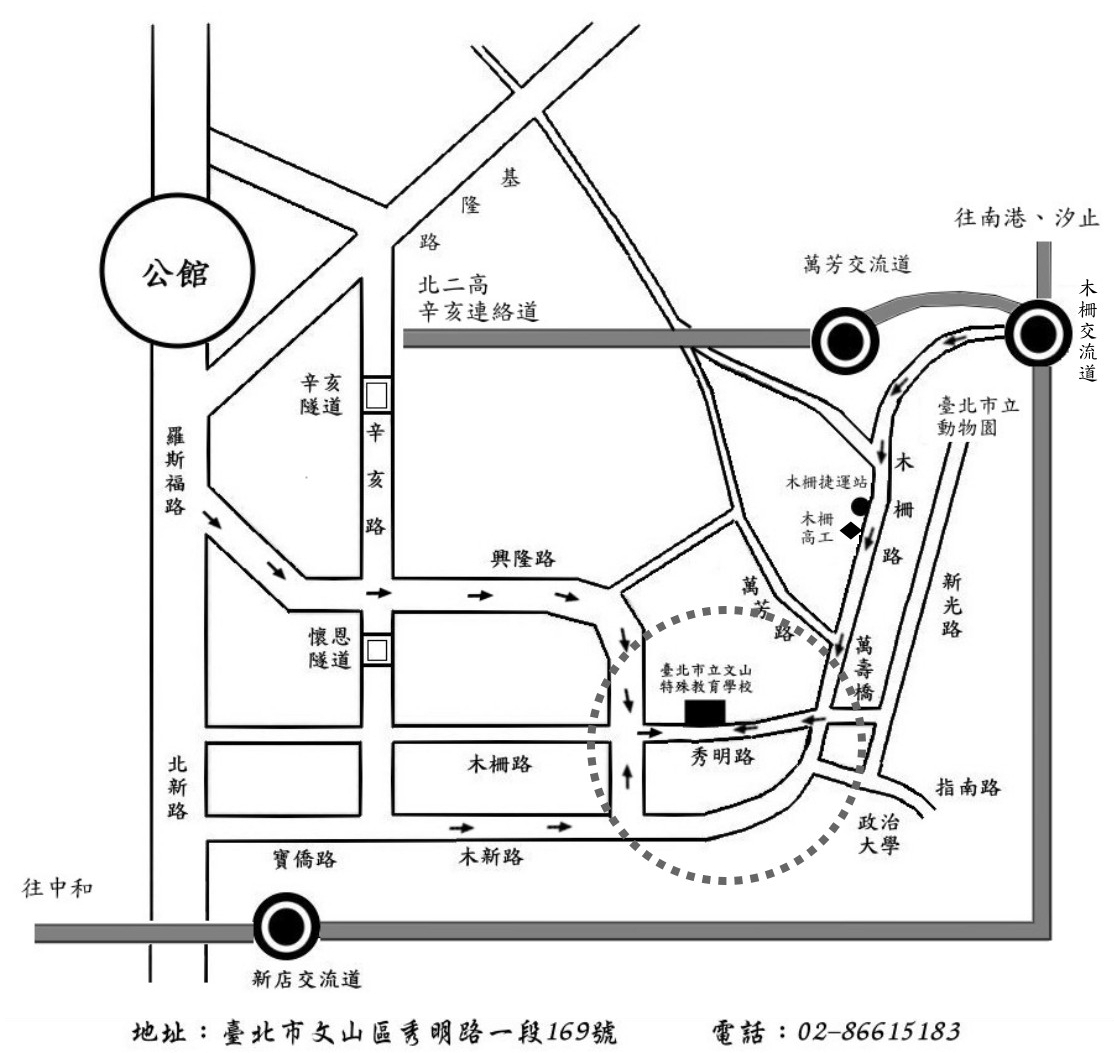 基隆路
往南港、汐止
公館
萬芳交流道
北二高
辛亥連絡道
木柵交流道
辛亥
隧道
臺北市立
動物園
羅斯福路
辛亥路
木柵路
木柵捷運站
木柵
高工
興隆路
萬芳路
新光路
懷恩
隧道
萬壽橋
臺北市立文山
特殊教育學校
北新路
木柵路
秀明路
指南路
政治
大學
寶僑路
木新路
往中和
新店交流道
地址：臺北市文山區秀明路一段169號
電話：02-86615183